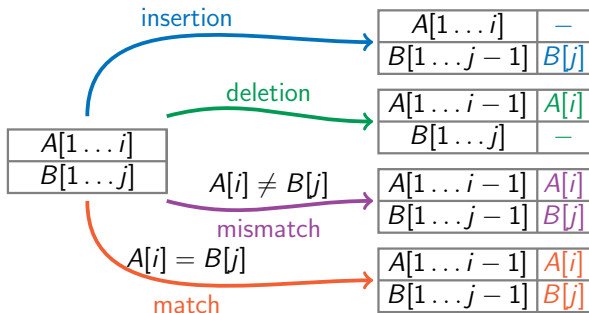 insertion
A[1 . . . i] –
B[1 . . . j − 1] B[j]
deletion
A[1 . . . i − 1] A[i]
B[1 . . . j] –
A[1 . . . i]
B[1 . . . j]
A[i] ≠ B[j]
mismatch
A[1 . . . i − 1] A[i]
B[1 . . . j − 1] B[j]
A[i] = B[j]
match
A[1 . . . i − 1] A[i]
B[1 . . . j − 1] B[j]